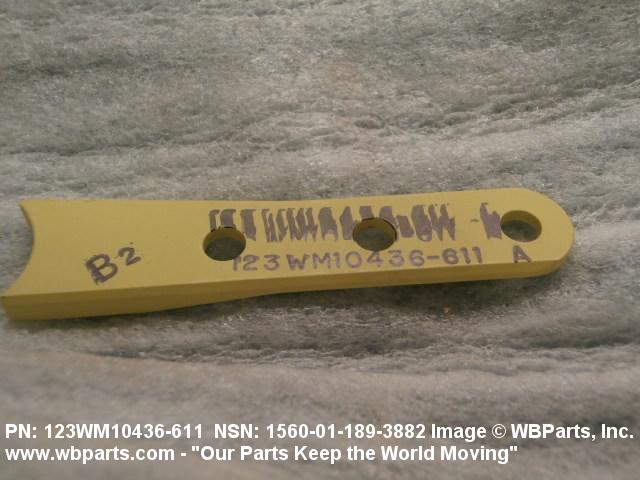 B2
123WM10436-611 A
PN: 123WM10436-611 NSN: 1560-01-189-3882 Image © WBParts, Inc.
www.wbparts.com - "Our Parts Keep the World Moving"